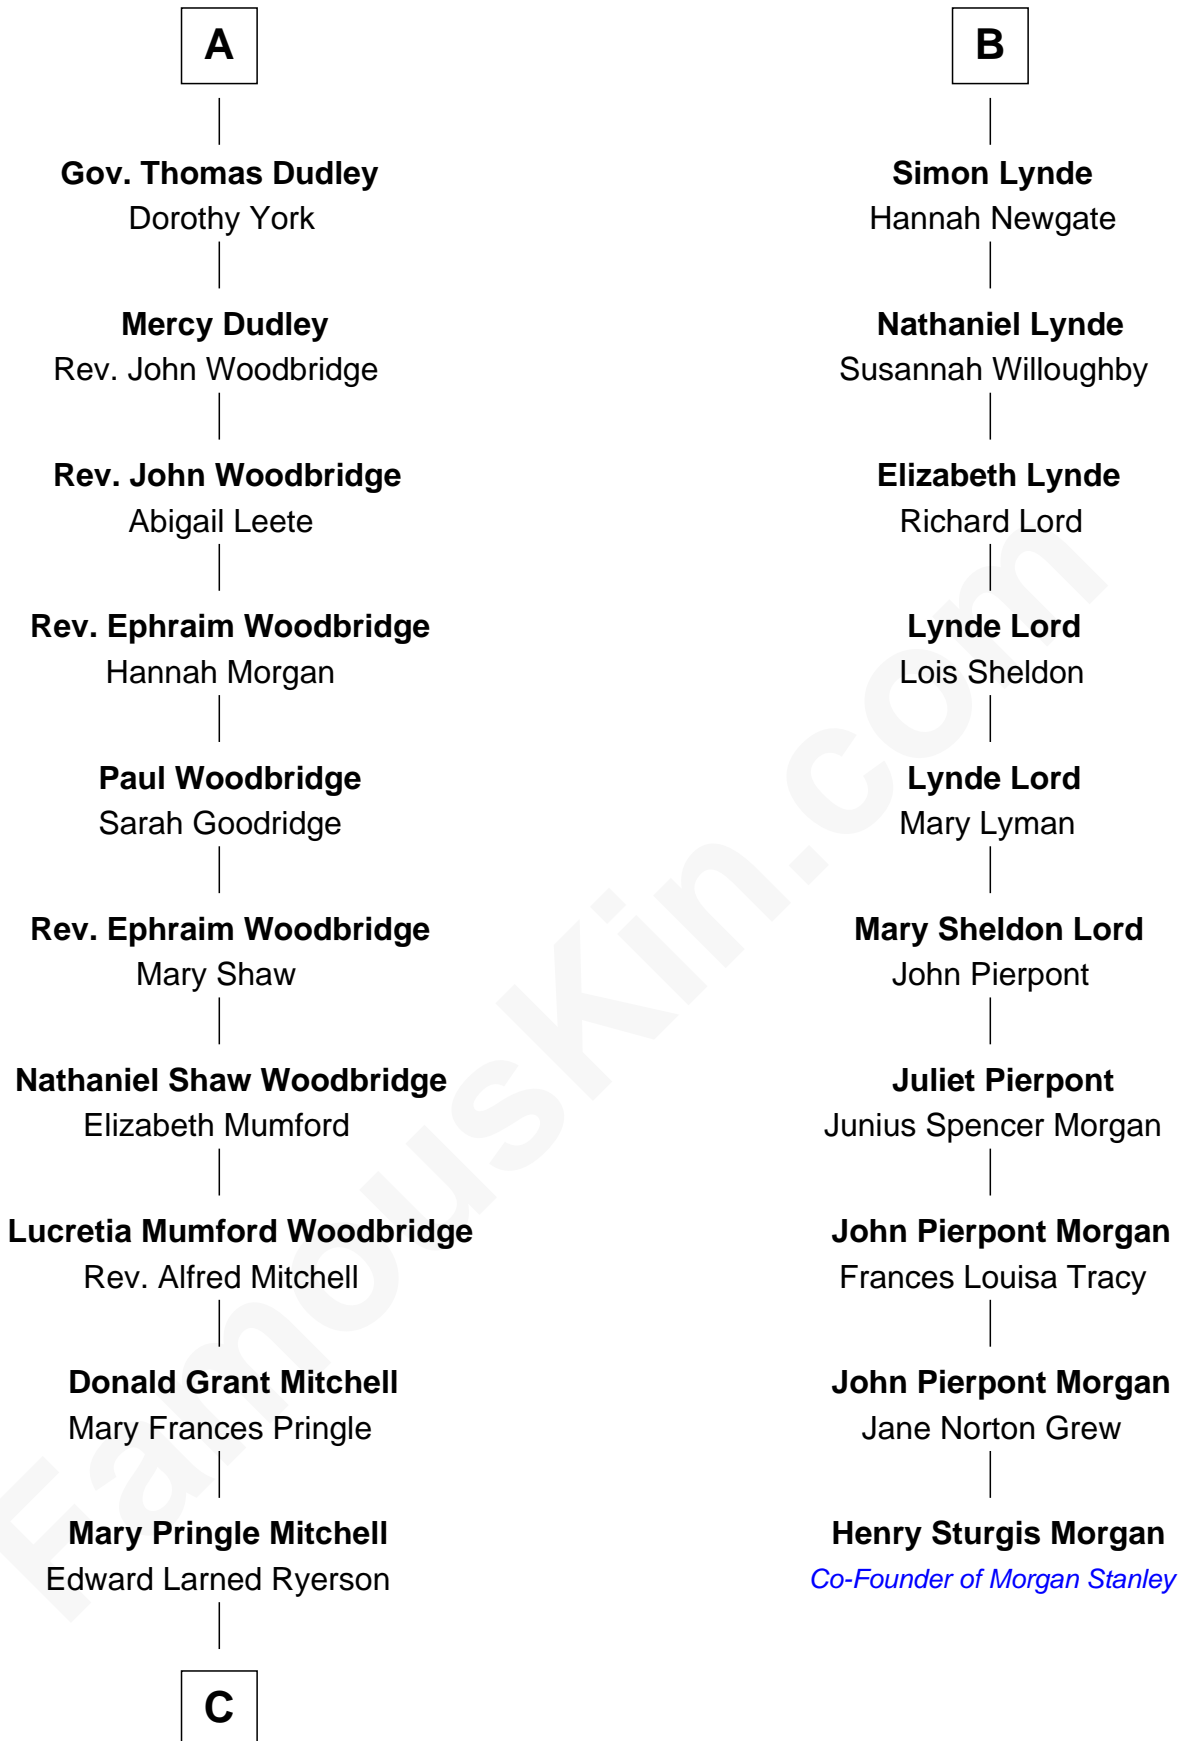 A
Gov. Thomas Dudley
Dorothy York
Mercy Dudley
Rev. John Woodbridge
Rev. John Woodbridge
Abigail Leete
Rev. Ephraim Woodbridge
Hannah Morgan
Paul Woodbridge
Sarah Goodridge
Rev. Ephraim Woodbridge
Mary Shaw
Nathaniel Shaw Woodbridge
Elizabeth Mumford
Lucretia Mumford Woodbridge
Rev. Alfred Mitchell
Donald Grant Mitchell
Mary Frances Pringle
Mary Pringle Mitchell
Edward Larned Ryerson
C
B
Simon Lynde
Hannah Newgate
Nathaniel Lynde
Susannah Willoughby
Elizabeth Lynde
Richard Lord
Lynde Lord
Lois Sheldon
Lynde Lord
Mary Lyman
Mary Sheldon Lord
John Pierpont
Juliet Pierpont
Junius Spencer Morgan
John Pierpont Morgan
Frances Louisa Tracy
John Pierpont Morgan
Jane Norton Grew
Henry Sturgis Morgan
Co-Founder of Morgan Stanley
FamousKin.com